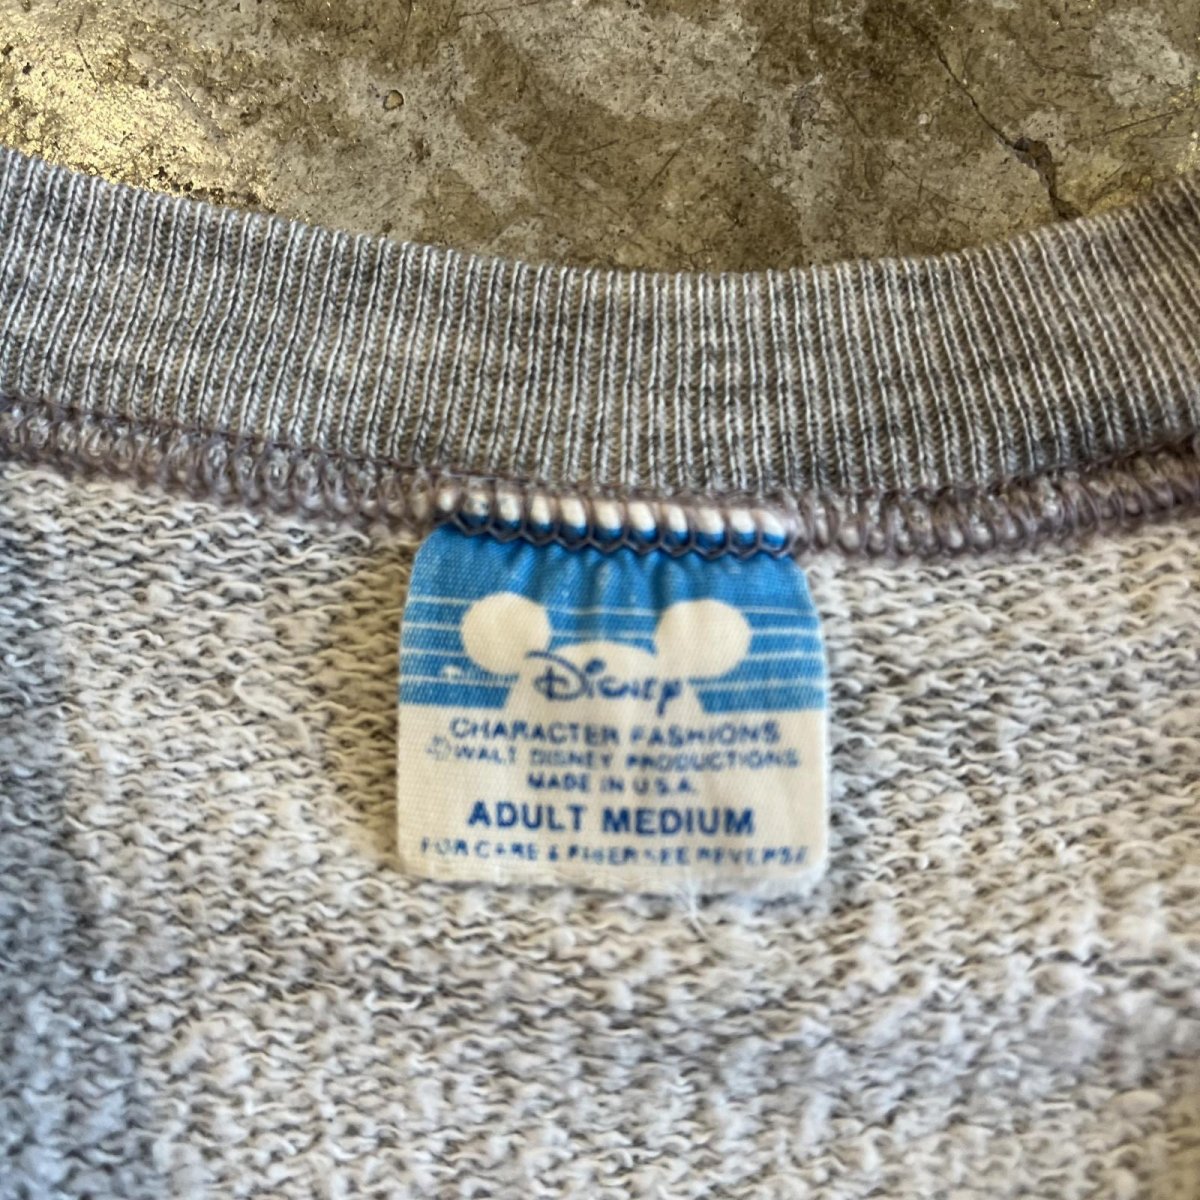 Disney
CHARACTER FASHIONS
© WALT DISNEY PRODUCTIONS
MADE IN U.S.A.
ADULT MEDIUM
FOR CARE & FIBER SEE REVERSE